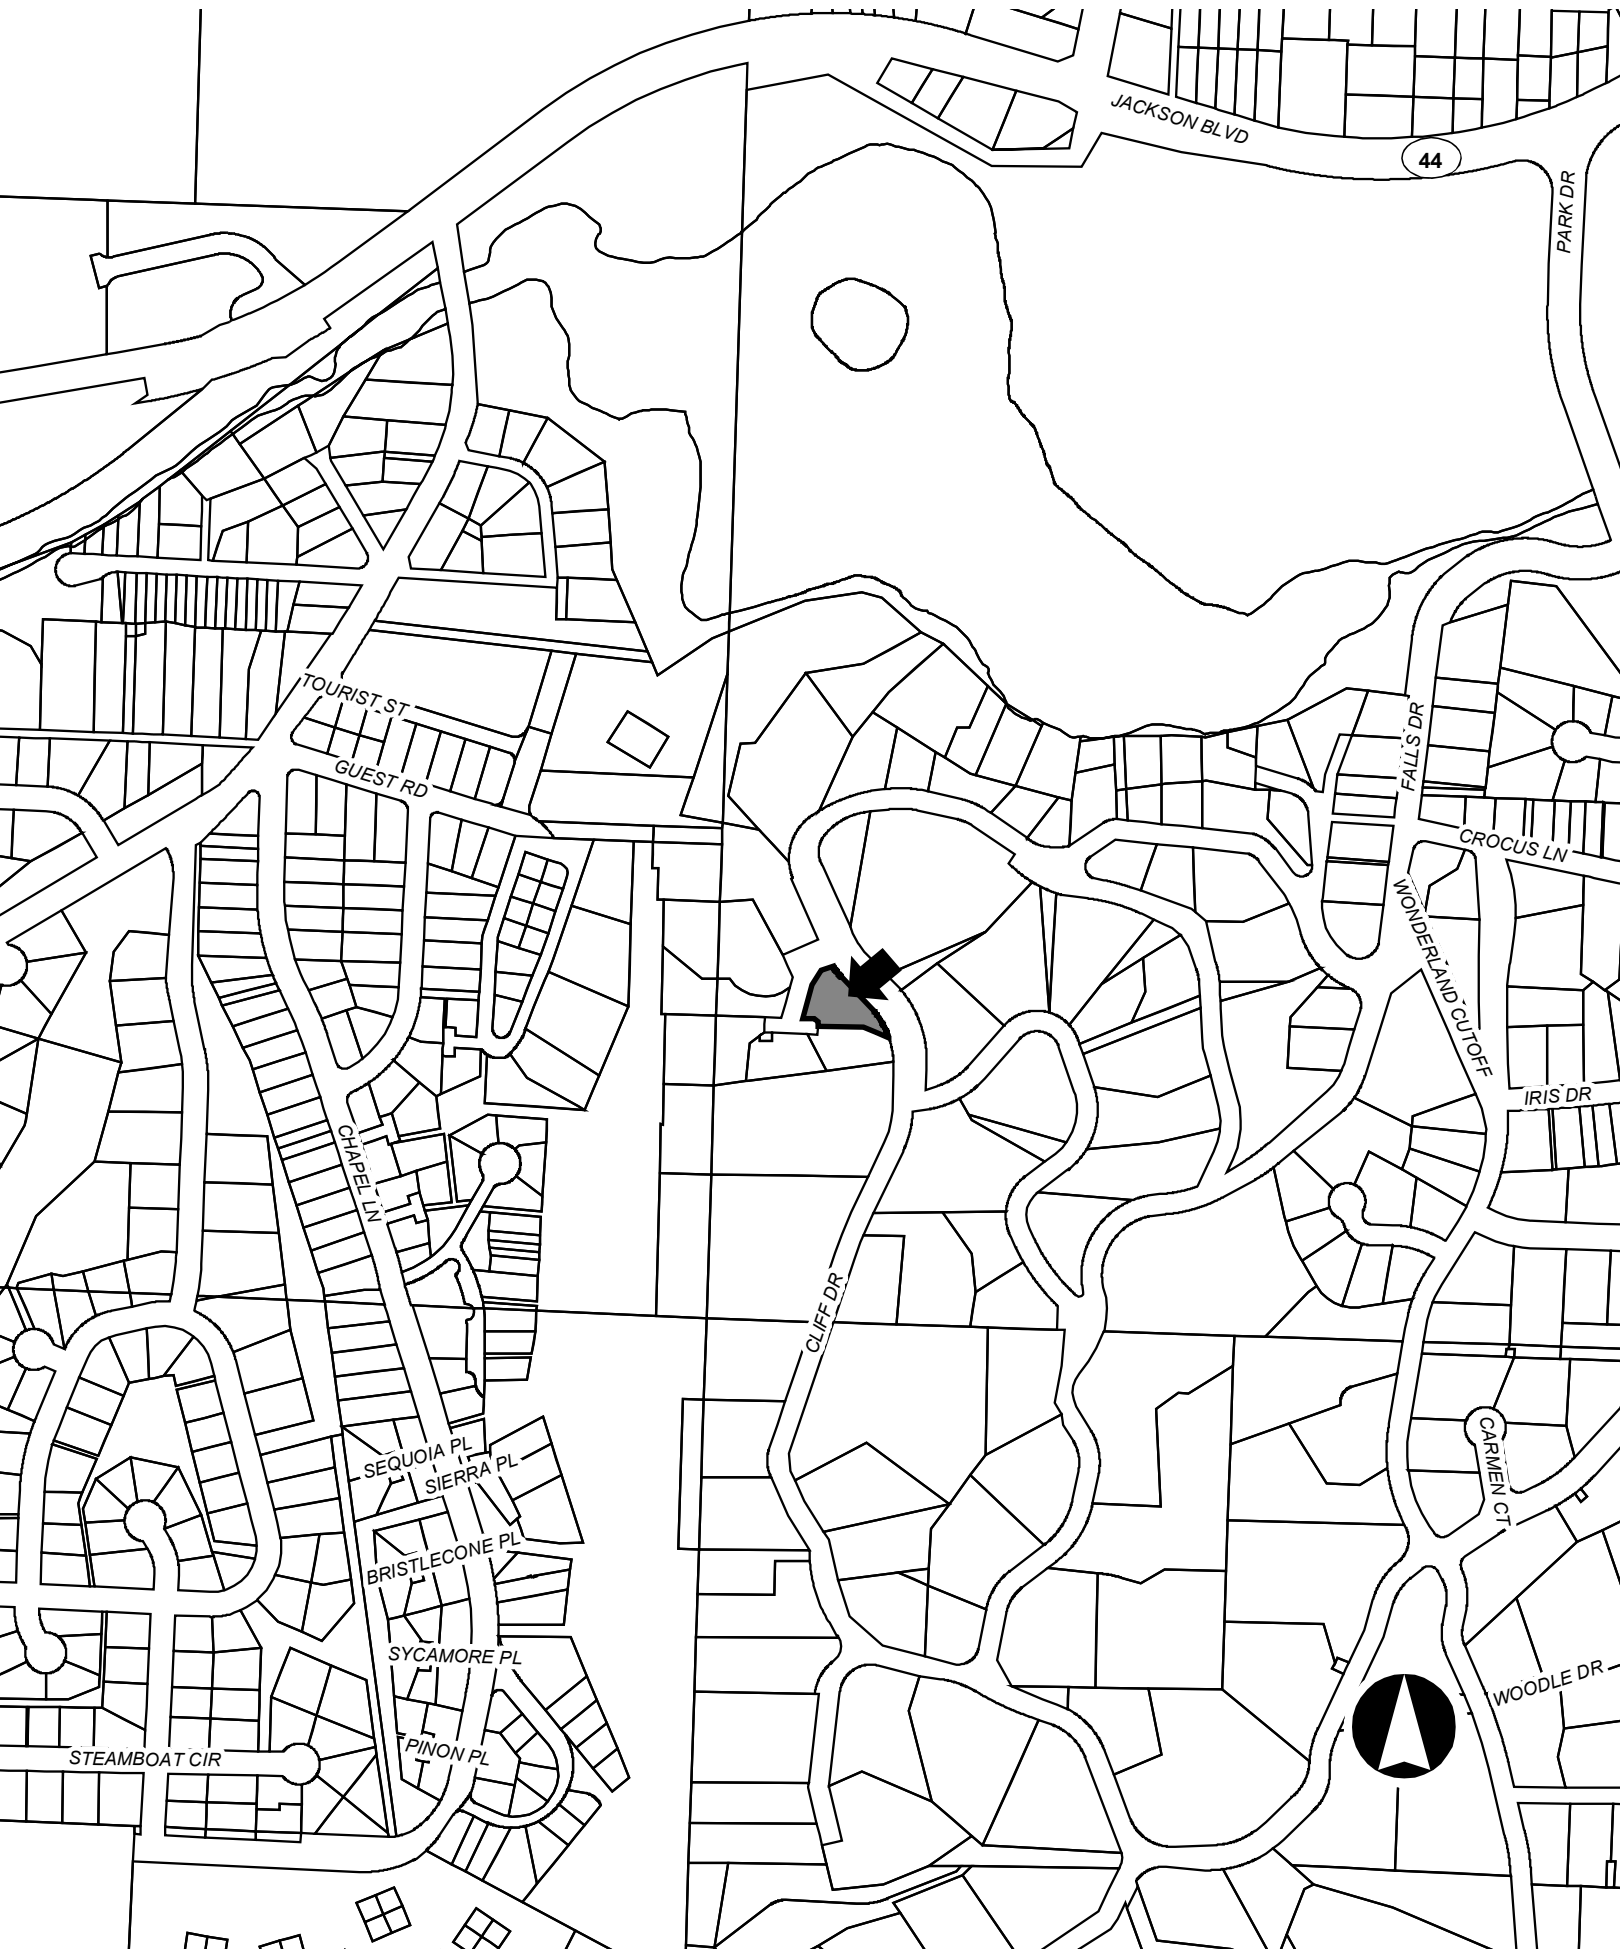 JACKSON BLVD
44
PARK DR
TOURIST ST
FALLS DR
GUEST RD
CROCUS LN
WONDERLAND CUTOFF
IRIS DR
CHAPEL LN
CLIFF DR
SEQUOIA PL
CARMEN CT
SIERRA PL
BRISTLECONE PL
SYCAMORE PL
WOODLE DR
PINON PL
STEAMBOAT CIR